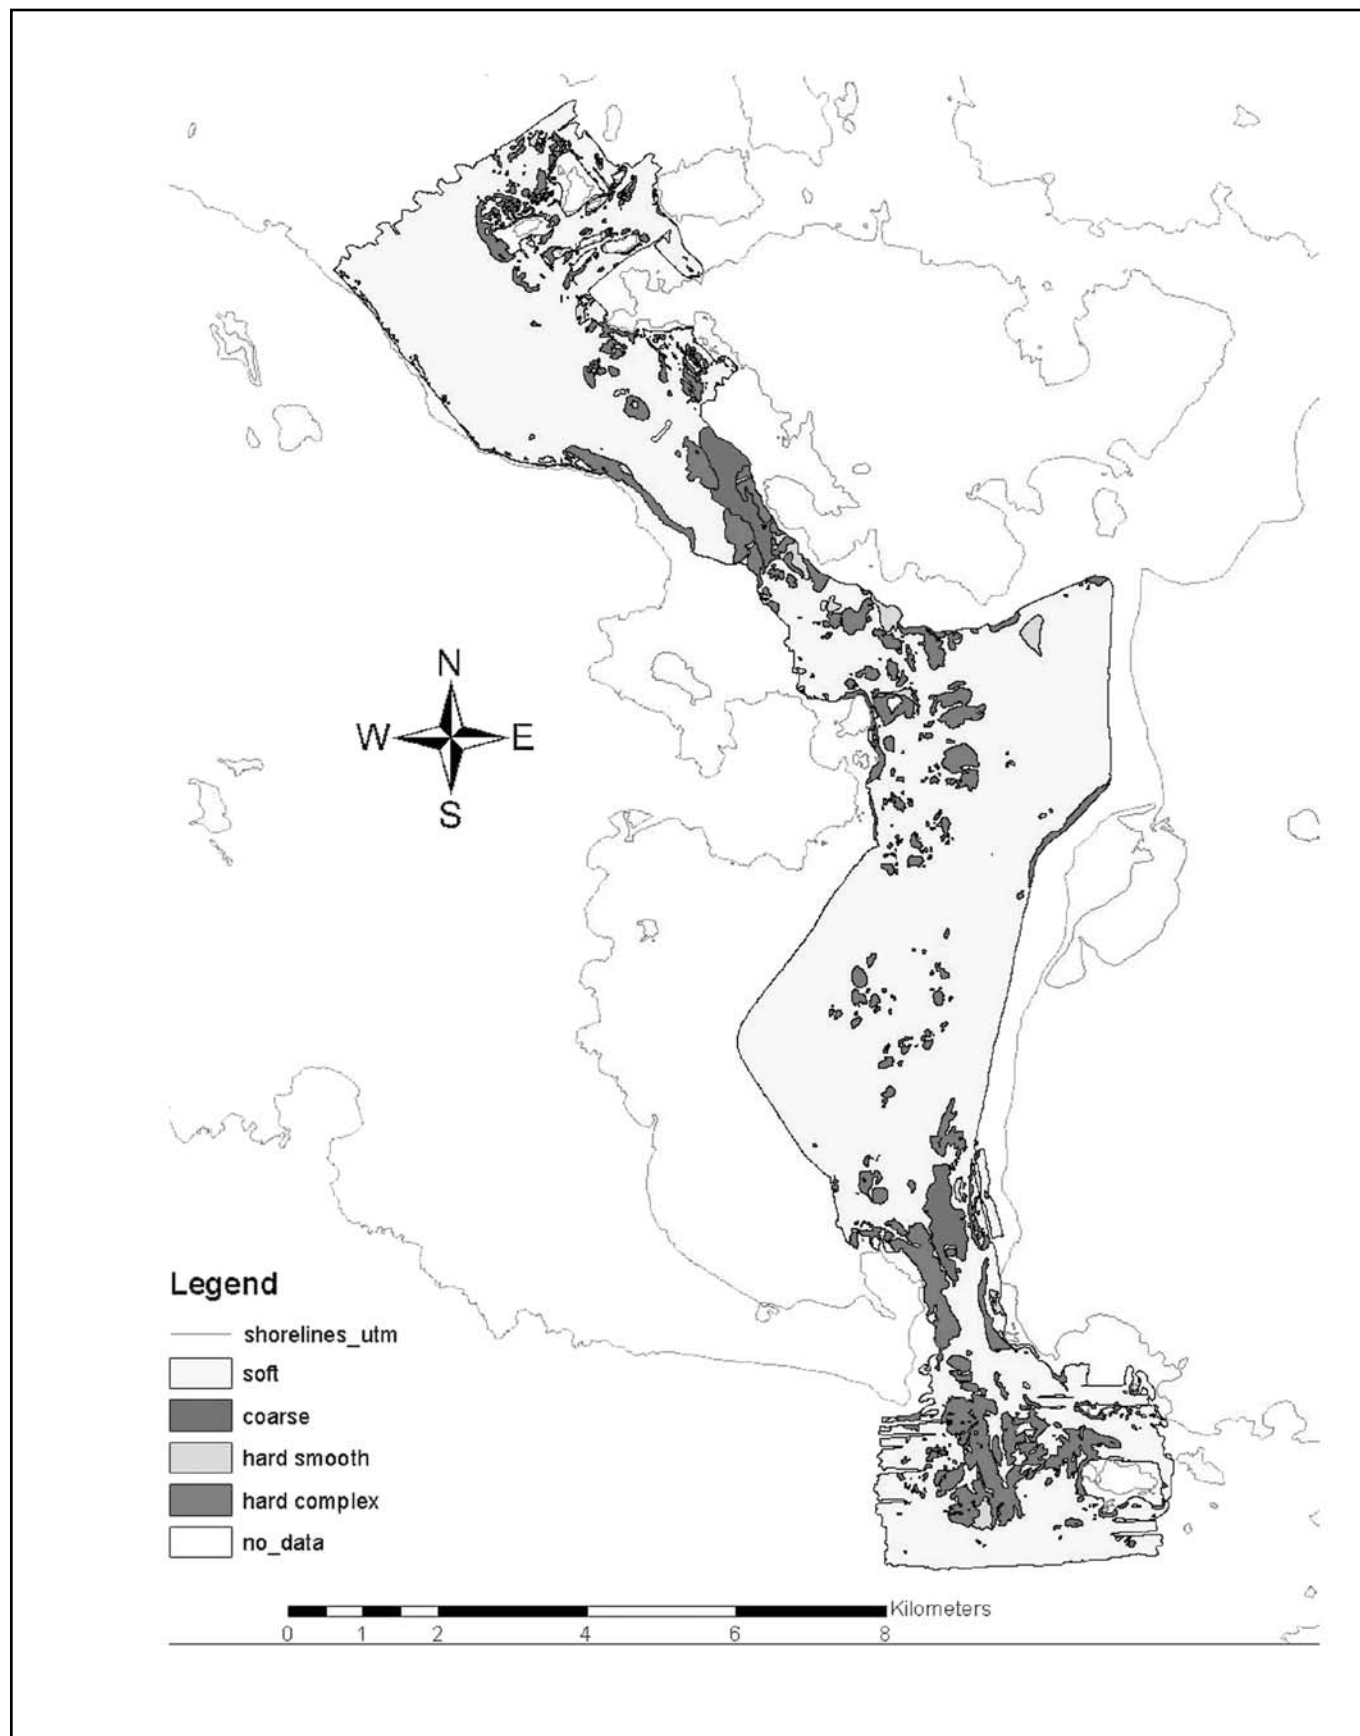 N
W E
S
Legend
shorelines_utm
soft
coarse
hard smooth
hard complex
no_data
Kilometers
0 1 2 4 6 8